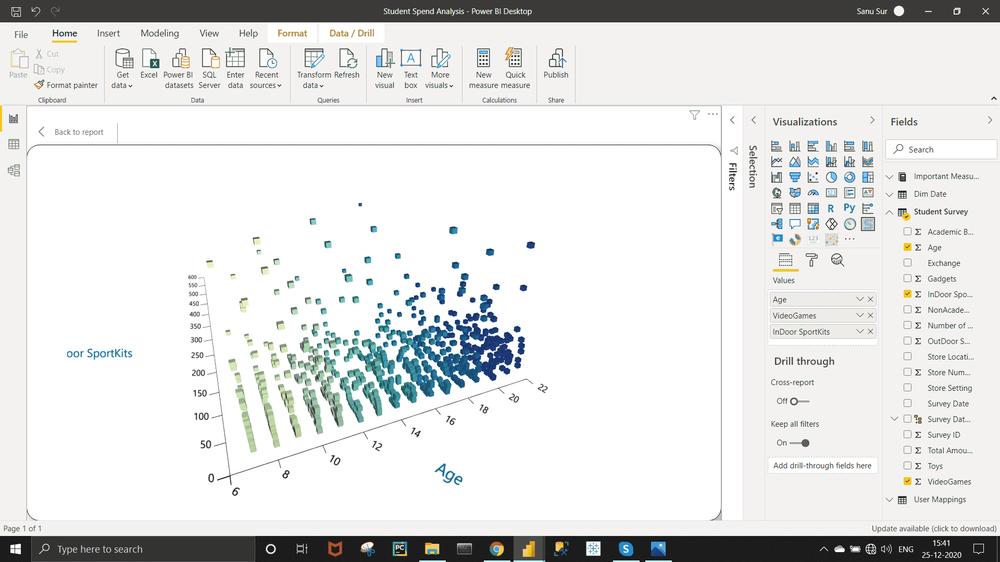 Student Spend Analysis - Power BI Desktop
Sanu Sur
File Home Insert Modeling View Help Format Data / Drill
Paste
Cut
Copy
Format painter
Clipboard
Get data
Excel
Power BI datasets
SQL Server
Enter data
Recent sources
Data
Transform data
Refresh
Queries
New visual
Text box
More visuals
Insert
New measure
Quick measure
Calculations
Publish
Share
Back to report
oor SportKits
600
550
500
450
400
350
300
250
200
150
100
50
0
6
8
10
12
14
16
18
20
22
Age
Filters
Selection
Visualizations
123
R
Py
123
Values
Age
VideoGames
InDoor SportKits
Drill through
Cross-report
Off
Keep all filters
On
Add drill-through fields here
Fields
Search
Important Measu...
Dim Date
Student Survey
Academic B...
Age
Exchange
Gadgets
InDoor Spo...
NonAcade...
Number of ...
OutDoor S...
Store Locati...
Store Num...
Store Setting
Survey Date
Survey Dat...
Survey ID
Total Amou...
Toys
VideoGames
User Mappings
Page 1 of 1
Update available (click to download)
Type here to search
PC
ENG
15:41
25-12-2020